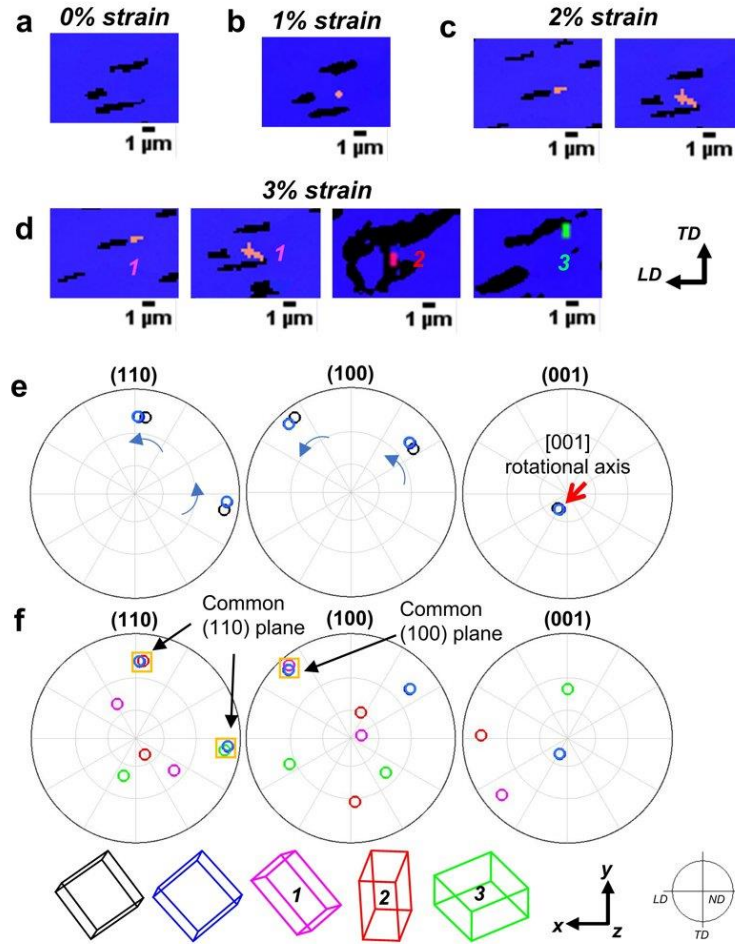 a 0% strain b 1% strain c 2% strain
1 µm 1 µm 1 µm 1 µm
3% strain
d 1 1 2 3 TD
LD
1 µm 1 µm 1 µm 1 µm
e (110) (100) (001)
[001]
rotational axis
f (110) Common (100) Common (001)
(110) plane (100) plane
1 2 3 y
x z LD ND
TD